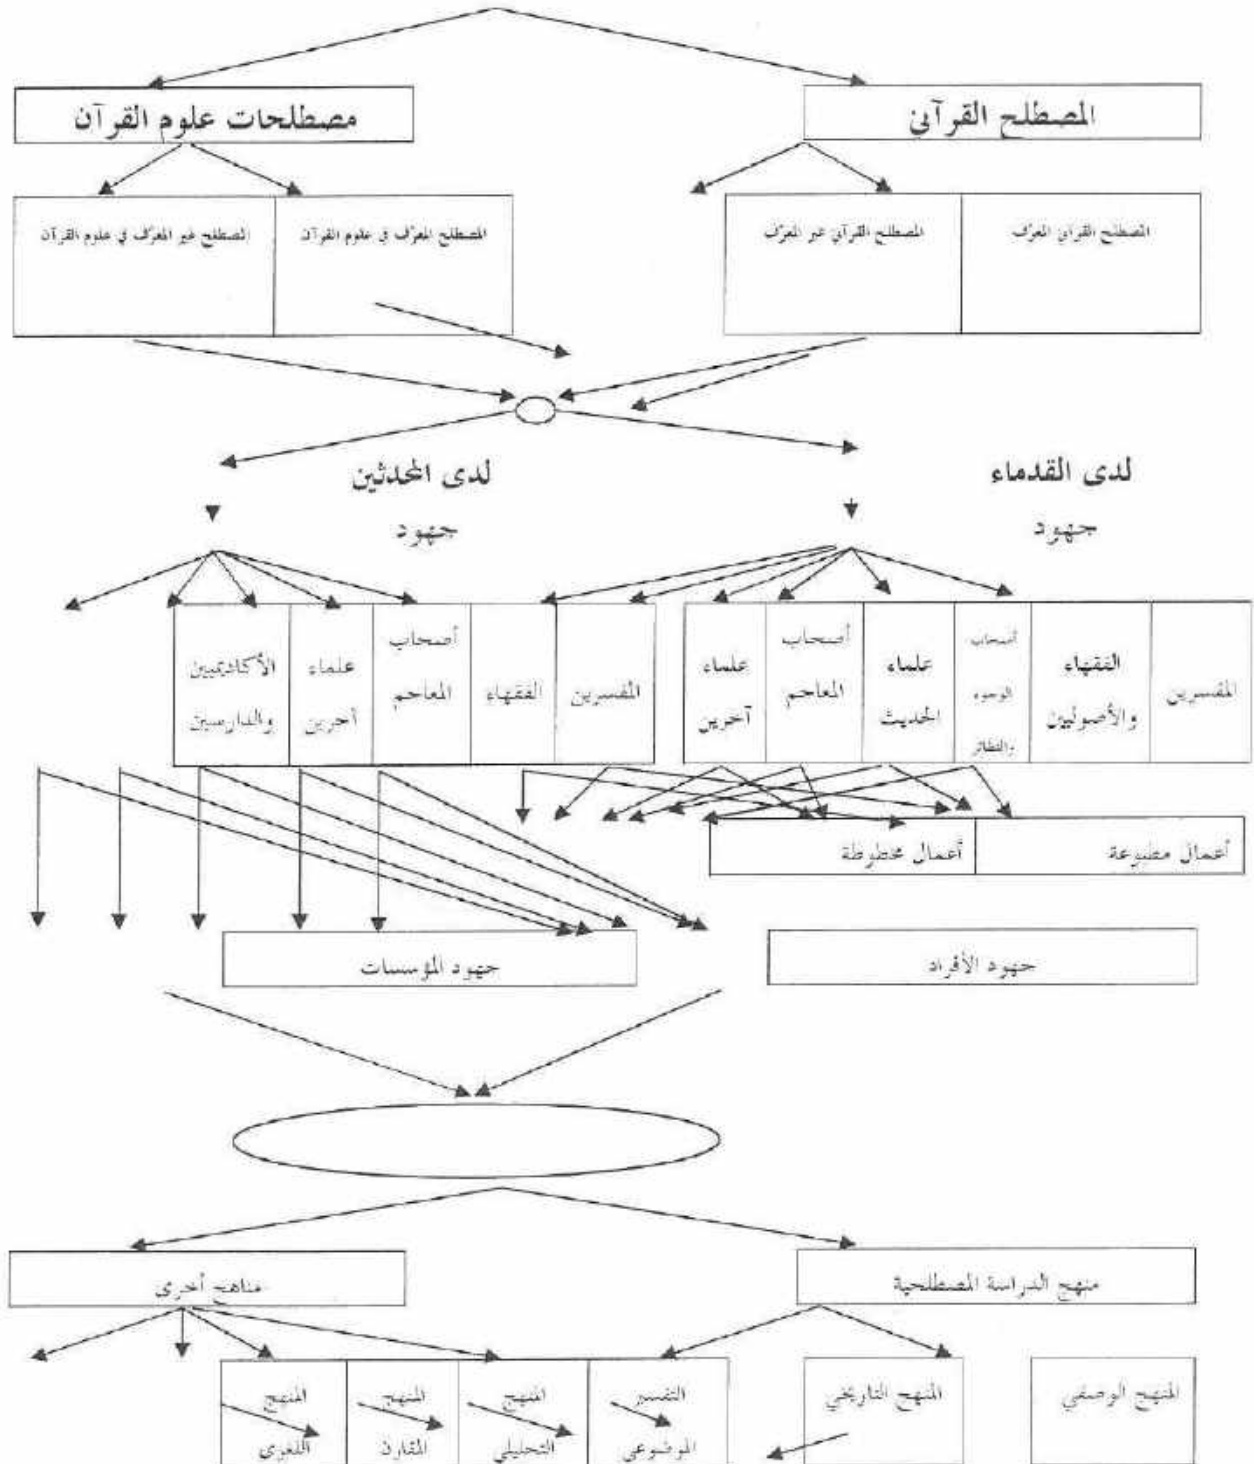 المصطلح القرآني
مصطلحات علوم القرآن
المصطلح القرآني المعرّف
المصطلح القرآني غير المعرّف
المصطلح المعرّف في علوم القرآن
المصطلح غير المعرّف في علوم القرآن
لدى القدماء
جهود
لدى المحدثين
جهود
المفسرين
الفقهاء
والأصوليين
أصحاب
الوجوه
والنظائر
علماء
الحديث
أصحاب
المعاجم
علماء
آخرين
المفسرين
الفقهاء
أصحاب
المعاجم
علماء
آخرين
الأكاديميين
والدارسين
أعمال مطبوعة
أعمال مخطوطة
جهود الأفراد
جهود المؤسسات
منهج الدراسة المصطلحية
مناهج أخرى
المنهج الوصفي
المنهج التاريخي
التفسير
الموضوعي
المنهج
التحليلي
المنهج
المقارن
المنهج
اللغوي